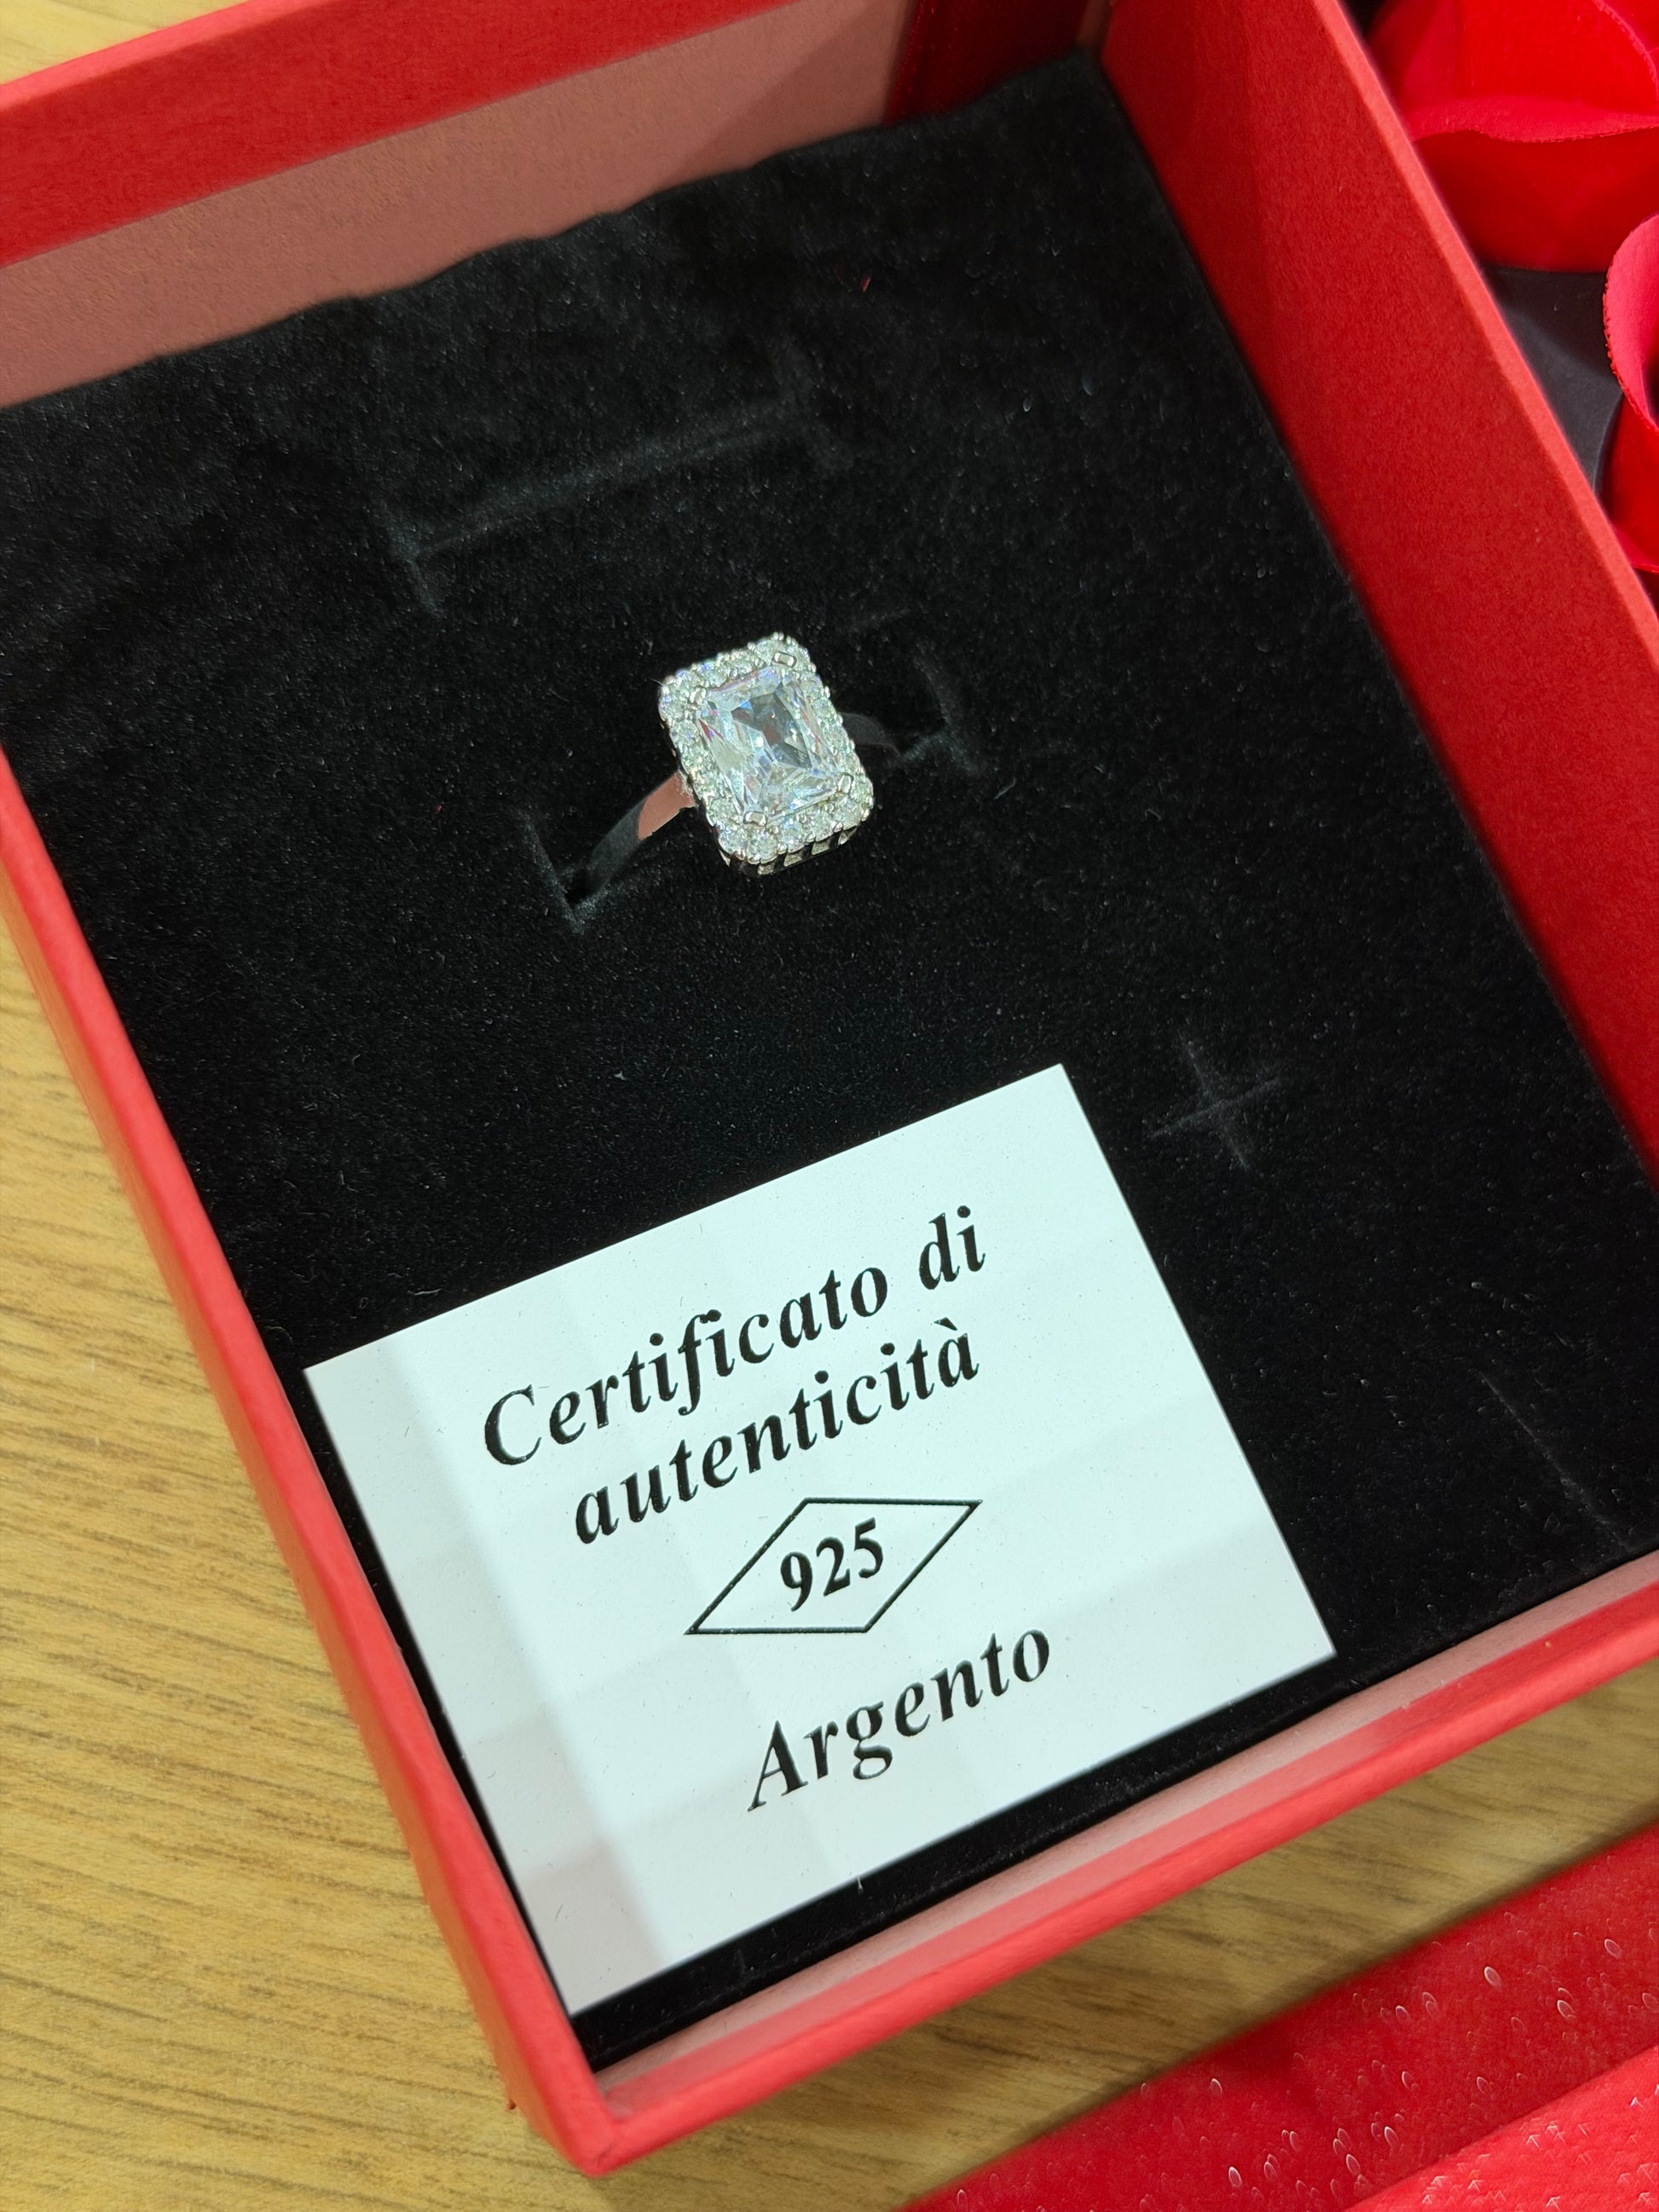 Certificato di
autenticità
925
Argento